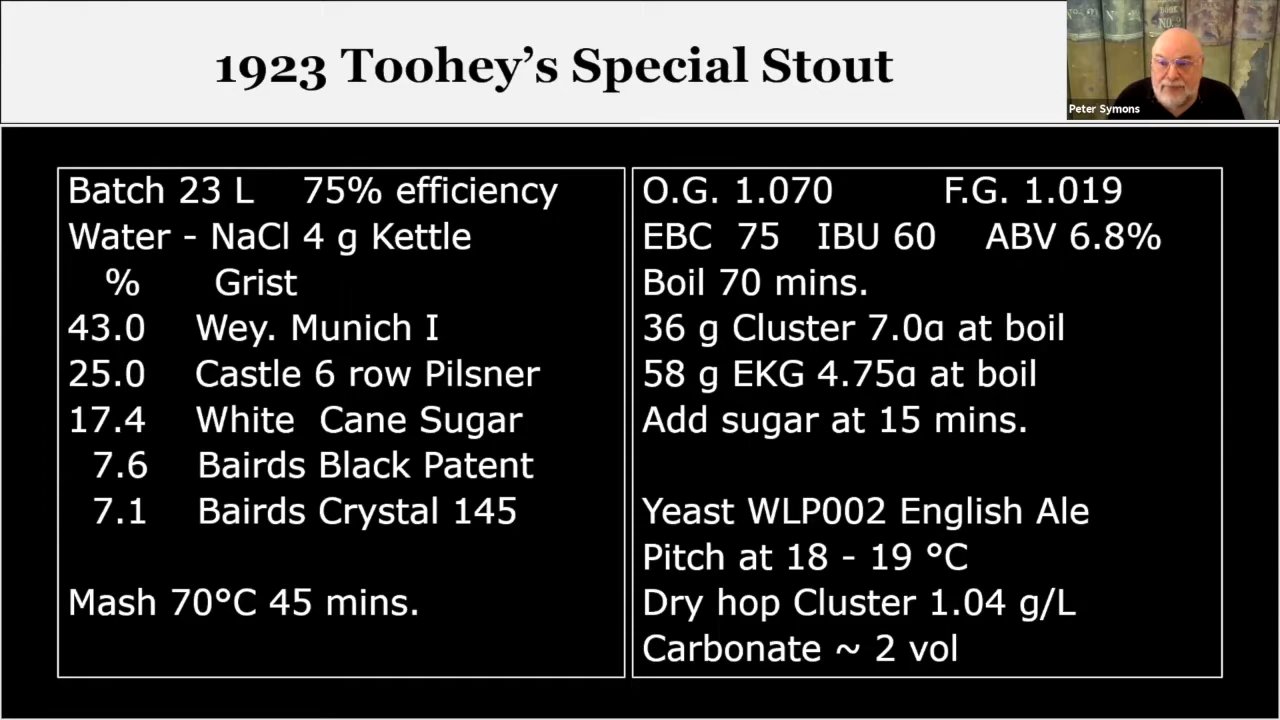 1923 Toohey's Special Stout
Peter Symons
BOOK
NO. 2
Batch 23 L 75% efficiency
Water - NaCl 4 g Kettle
% Grist
43.0 Wey. Munich I
25.0 Castle 6 row Pilsner
17.4 White Cane Sugar
7.6 Bairds Black Patent
7.1 Bairds Crystal 145
Mash 70°C 45 mins.
O.G. 1.070 F.G. 1.019
EBC 75 IBU 60 ABV 6.8%
Boil 70 mins.
36 g Cluster 7.0α at boil
58 g EKG 4.75α at boil
Add sugar at 15 mins.
Yeast WLP002 English Ale
Pitch at 18 - 19 °C
Dry hop Cluster 1.04 g/L
Carbonate ~ 2 vol